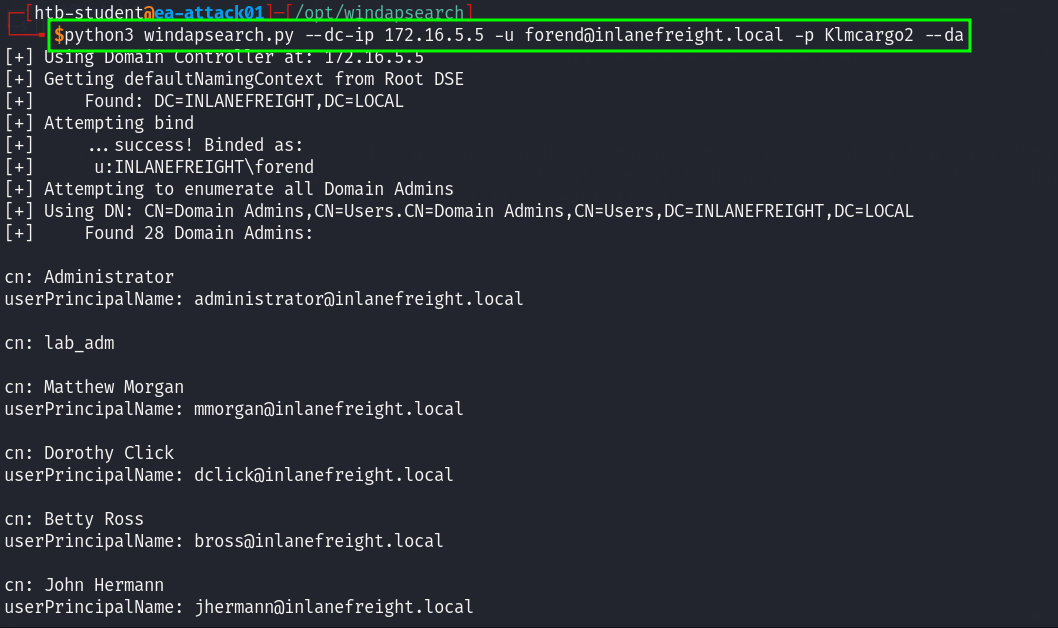 ┌─[htb-student@ea-attack01]─[/opt/windapsearch]
└──╼ $python3 windapsearch.py --dc-ip 172.16.5.5 -u forend@inlanefreight.local -p Klmcargo2 --da
[+] Using Domain Controller at: 172.16.5.5
[+] Getting defaultNamingContext from Root DSE
[+]     Found: DC=INLANEFREIGHT,DC=LOCAL
[+] Attempting bind
[+]     ...success! Binded as:
[+]      u:INLANEFREIGHT\forend
[+] Attempting to enumerate all Domain Admins
[+] Using DN: CN=Domain Admins,CN=Users.CN=Domain Admins,CN=Users,DC=INLANEFREIGHT,DC=LOCAL
[+]     Found 28 Domain Admins:
cn: Administrator
userPrincipalName: administrator@inlanefreight.local
cn: lab_adm
cn: Matthew Morgan
userPrincipalName: mmorgan@inlanefreight.local
cn: Dorothy Click
userPrincipalName: dclick@inlanefreight.local
cn: Betty Ross
userPrincipalName: bross@inlanefreight.local
cn: John Hermann
userPrincipalName: jhermann@inlanefreight.local